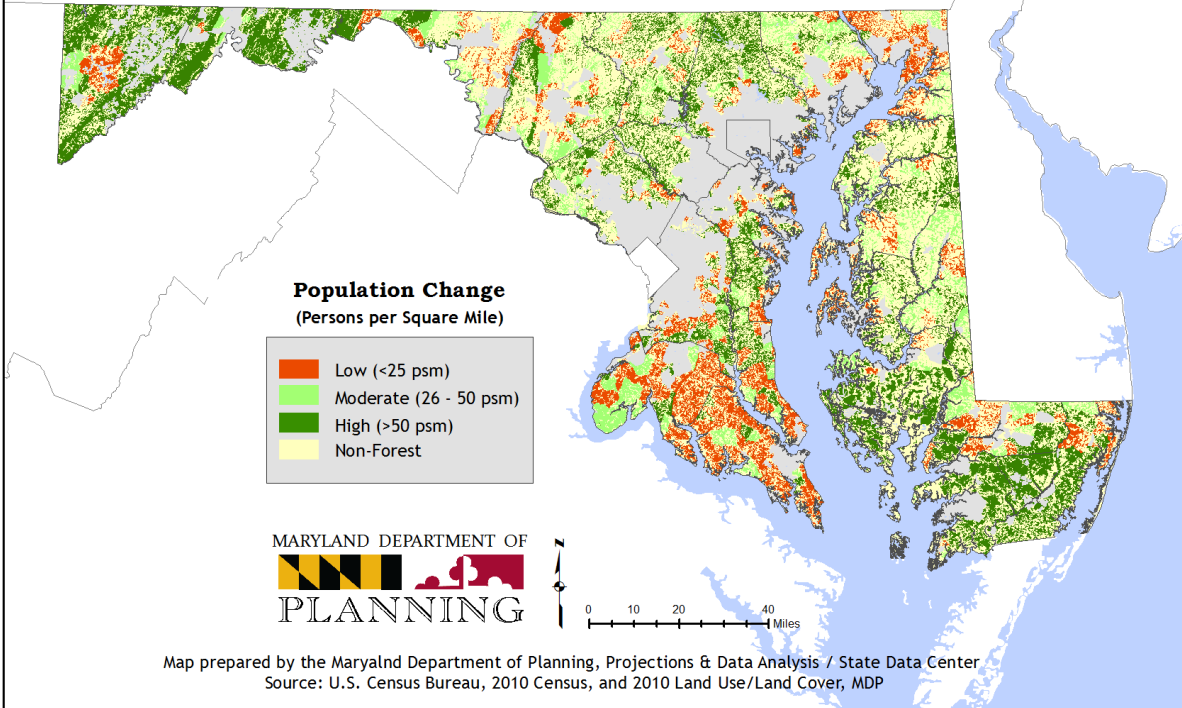 Population Change
(Persons per Square Mile)
Low (<25 psm)
Moderate (26 - 50 psm)
High (>50 psm)
Non-Forest
MARYLAND DEPARTMENT OF
PLANNING
N
0 10 20 40
Miles
Map prepared by the Maryalnd Department of Planning, Projections & Data Analysis / State Data Center
Source: U.S. Census Bureau, 2010 Census, and 2010 Land Use/Land Cover, MDP